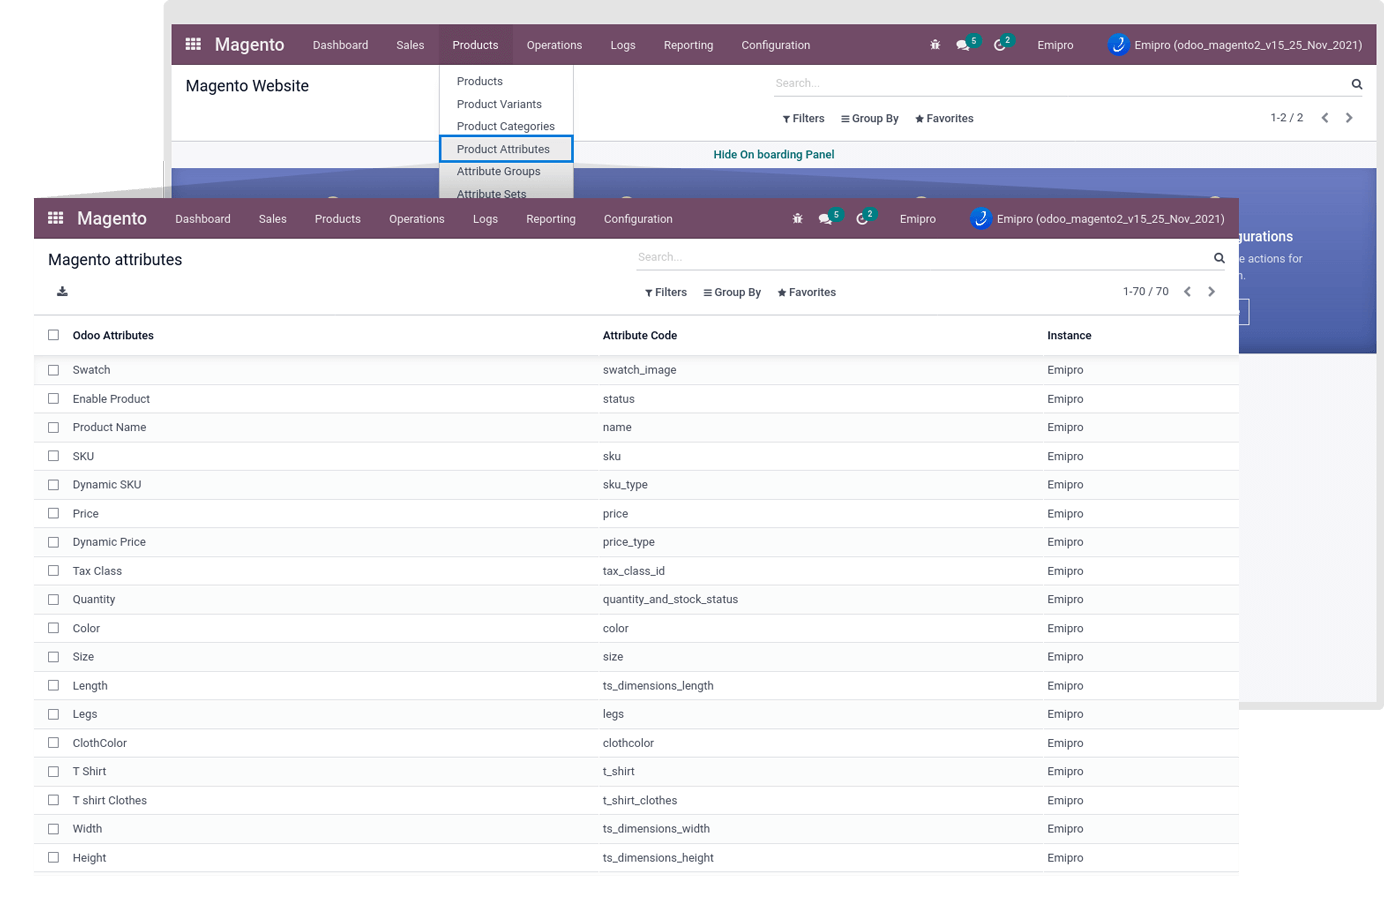 Magento Dashboard Sales Products Operations Logs Reporting Configuration 5 2 Emipro Emipro (odoo_magento2_v15_25_Nov_2021)
Magento Website Search...
Filters Group By Favorites 1-2 / 2
Products
Product Variants
Product Categories
Product Attributes
Attribute Groups
Attribute Sets
Hide On boarding Panel
Magento Dashboard Sales Products Operations Logs Reporting Configuration 5 2 Emipro Emipro (odoo_magento2_v15_25_Nov_2021)
gurations
e actions for
n.
Magento attributes Search...
Filters Group By Favorites 1-70 / 70
Odoo Attributes Attribute Code Instance
Swatch swatch_image Emipro
Enable Product status Emipro
Product Name name Emipro
SKU sku Emipro
Dynamic SKU sku_type Emipro
Price price Emipro
Dynamic Price price_type Emipro
Tax Class tax_class_id Emipro
Quantity quantity_and_stock_status Emipro
Color color Emipro
Size size Emipro
Length ts_dimensions_length Emipro
Legs legs Emipro
ClothColor clothcolor Emipro
T Shirt t_shirt Emipro
T shirt Clothes t_shirt_clothes Emipro
Width ts_dimensions_width Emipro
Height ts_dimensions_height Emipro